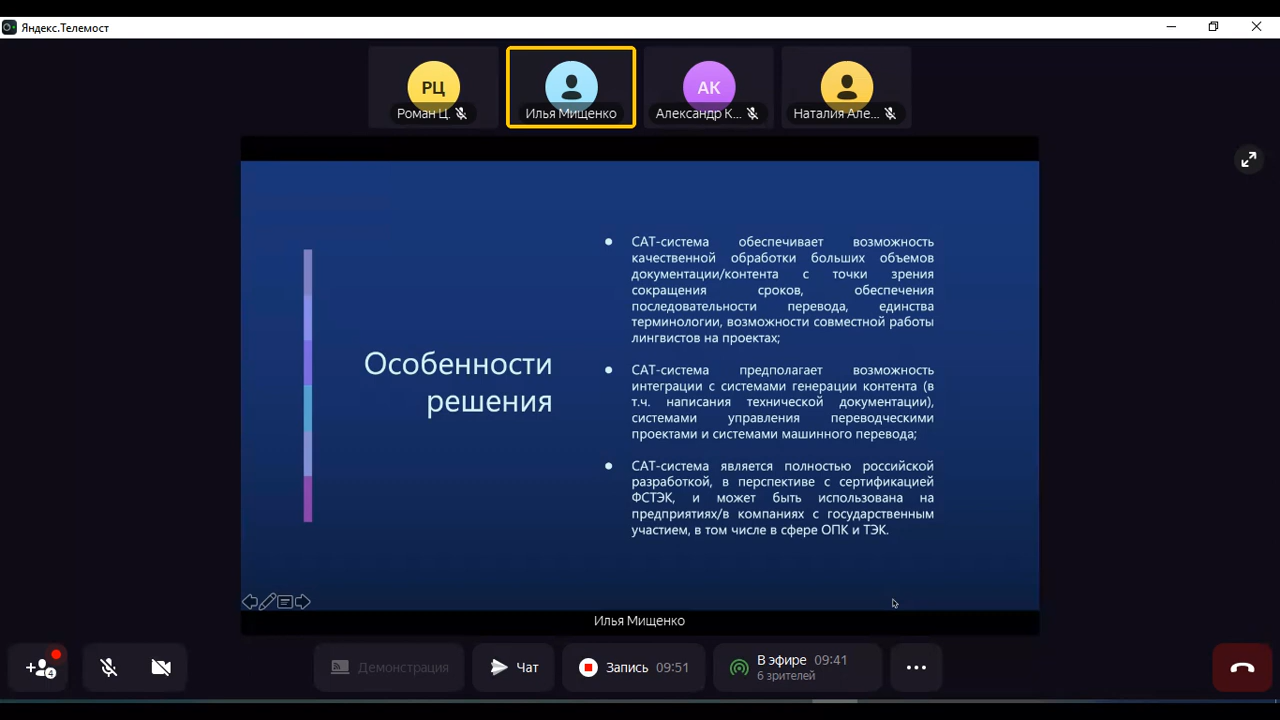 Яндекс.Телемост
РЦ
АК
Роман Ц.
Илья Мищенко
Александр К...
Наталия Але...
Особенности
решения
● САТ-система обеспечивает возможность
качественной обработки больших объемов
документации/контента с точки зрения
сокращения сроков, обеспечения
последовательности перевода, единства
терминологии, возможности совместной работы
лингвистов на проектах;
● САТ-система предполагает возможность
интеграции с системами генерации контента (в
т.ч. написания технической документации),
системами управления переводческими
проектами и системами машинного перевода;
● САТ-система является полностью российской
разработкой, в перспективе с сертификацией
ФСТЭК, и может быть использована на
предприятиях/в компаниях с государственным
участием, в том числе в сфере ОПК и ТЭК.
Илья Мищенко
4
Демонстрация
Чат
Запись 09:51
В эфире 09:41
6 зрителей